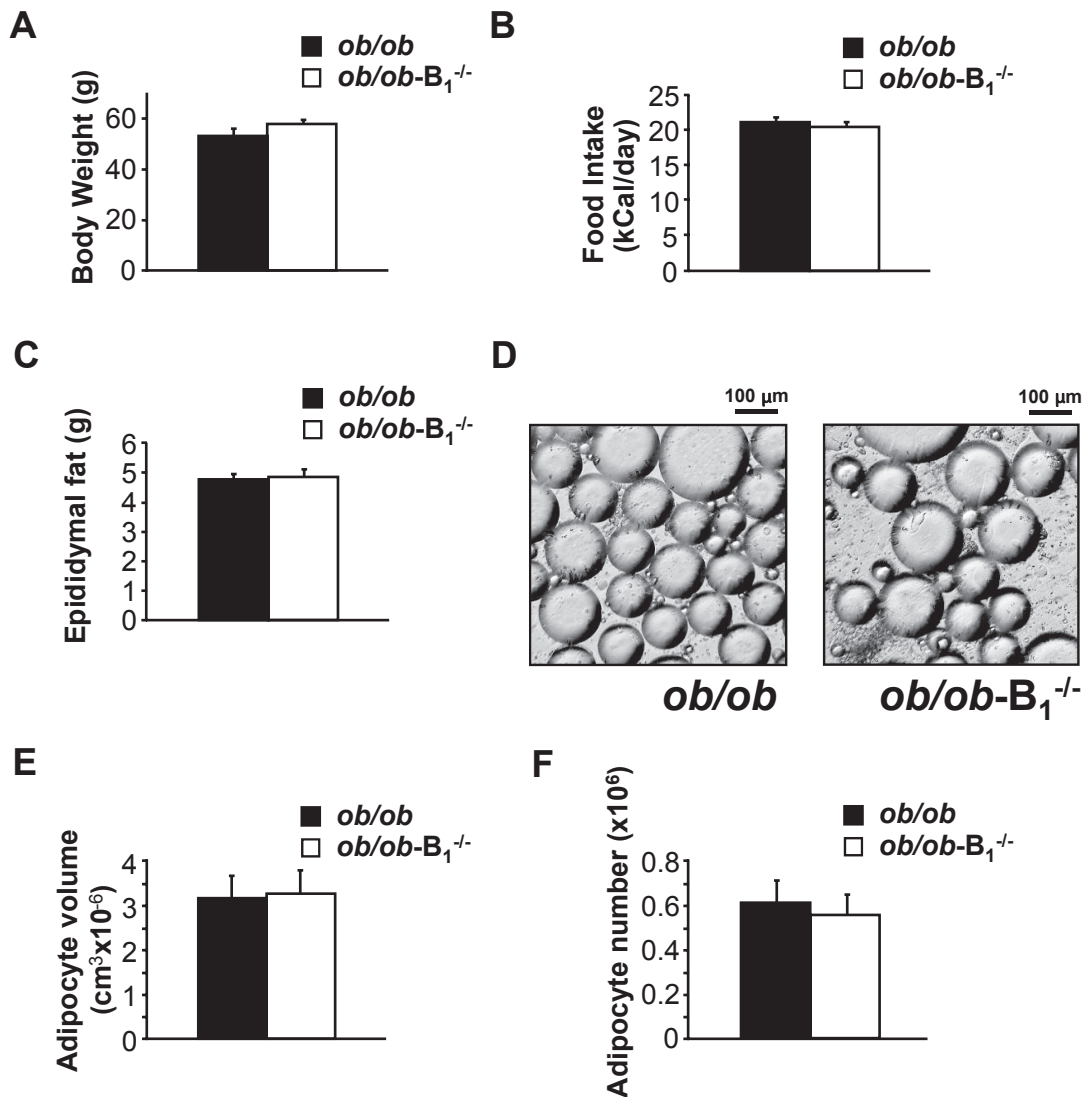 A
ob/ob
ob/ob-B₁⁻/⁻
Body Weight (g)
60
40
20
0
B
ob/ob
ob/ob-B₁⁻/⁻
Food Intake
(kCal/day)
25
20
15
10
5
0
C
ob/ob
ob/ob-B₁⁻/⁻
Epididymal fat (g)
6
5
4
3
2
1
0
D
100 µm
100 µm
ob/ob
ob/ob-B₁⁻/⁻
E
ob/ob
ob/ob-B₁⁻/⁻
Adipocyte volume
(cm³x10⁻⁶)
4
3
2
1
0
F
ob/ob
ob/ob-B₁⁻/⁻
Adipocyte number (x10⁶)
0.8
0.6
0.4
0.2
0